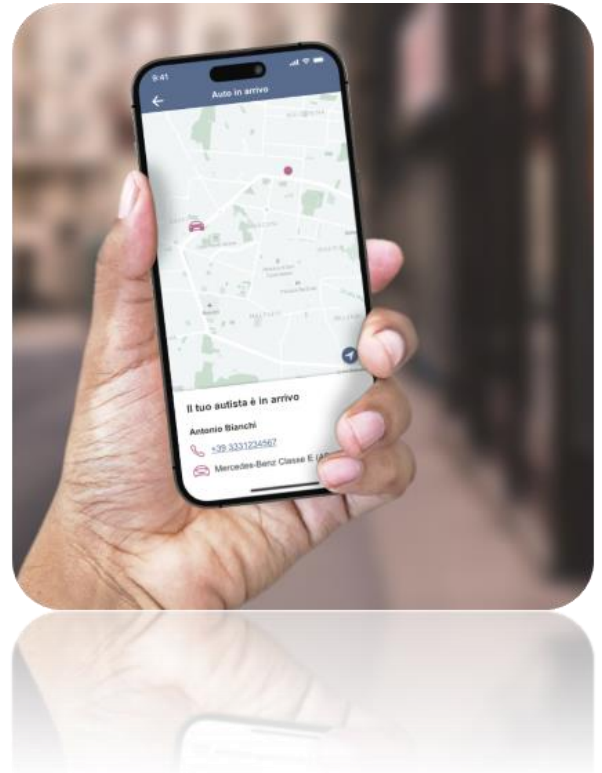 9:41
Auto in arrivo
Il tuo autista è in arrivo
Antonio Bianchi
+39 3331234567
Mercedes-Benz Classe E (A